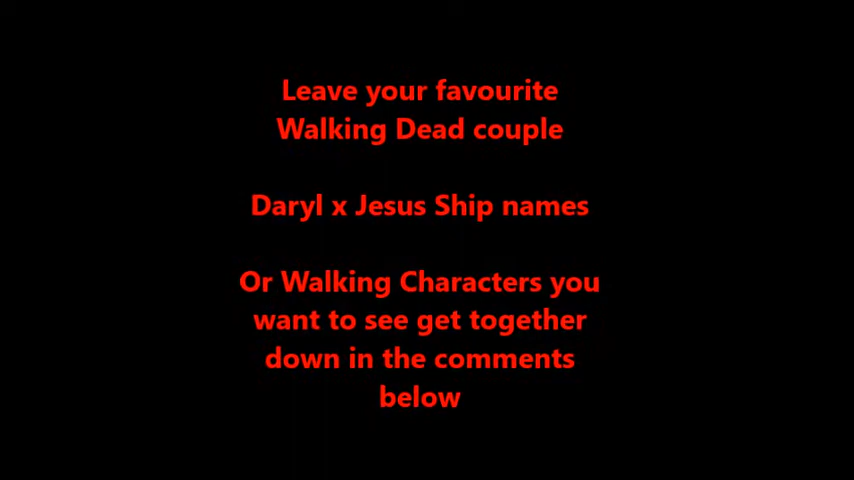 Leave your favourite
Walking Dead couple
Daryl x Jesus Ship names
Or Walking Characters you
want to see get together
down in the comments
below